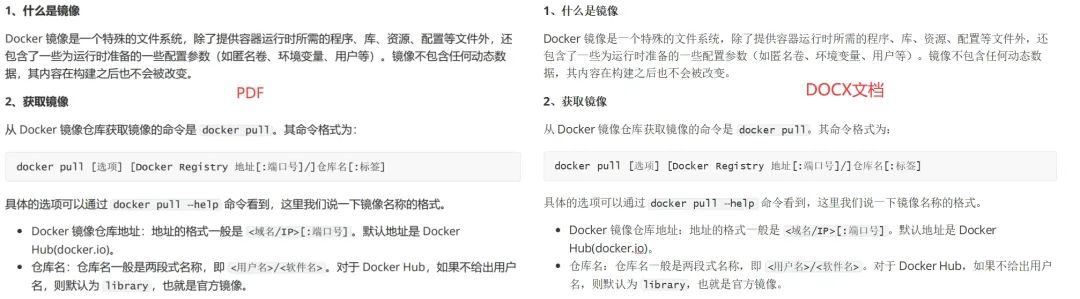 1、什么是镜像
Docker 镜像是一个特殊的文件系统，除了提供容器运行时所需的程序、库、资源、配置等文件外，还
包含了一些为运行时准备的一些配置参数（如匿名卷、环境变量、用户等）。镜像不包含任何动态数
据，其内容在构建之后也不会被改变。
PDF
2、获取镜像
从 Docker 镜像仓库获取镜像的命令是 docker pull。其命令格式为：
docker pull [选项] [Docker Registry 地址[:端口号]/]仓库名[:标签]
具体的选项可以通过 docker pull --help 命令看到，这里我们说一下镜像名称的格式。
• Docker 镜像仓库地址：地址的格式一般是 <域名/IP>[:端口号]。默认地址是 Docker
Hub(docker.io)。
• 仓库名：仓库名一般是两段式名称，即 <用户名>/<软件名>。对于 Docker Hub，如果不给出用户
名，则默认为 library，也就是官方镜像。
1、什么是镜像
Docker 镜像是一个特殊的文件系统，除了提供容器运行时所需的程序、库、资源、配置等文件外，还
包含了一些为运行时准备的一些配置参数（如匿名卷、环境变量、用户等）。镜像不包含任何动态数
据，其内容在构建之后也不会被改变。
DOCX文档
2、获取镜像
从 Docker 镜像仓库获取镜像的命令是 docker pull。其命令格式为：
docker pull [选项] [Docker Registry 地址[:端口号]/]仓库名[:标签]
具体的选项可以通过 docker pull --help 命令看到，这里我们说一下镜像名称的格式。
• Docker 镜像仓库地址：地址的格式一般是 <域名/IP>[:端口号]。默认地址是 Docker
Hub(docker.io)。
• 仓库名：仓库名一般是两段式名称，即 <用户名>/<软件名>。对于 Docker Hub，如果不给出用户
名，则默认为 library，也就是官方镜像。